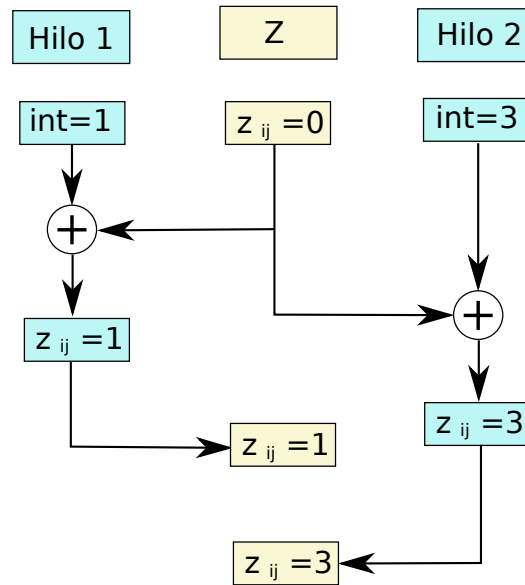 Hilo 1
Z
Hilo 2
int=1
z ij =0
int=3
+
+
z ij =1
z ij =3
z ij =1
z ij =3